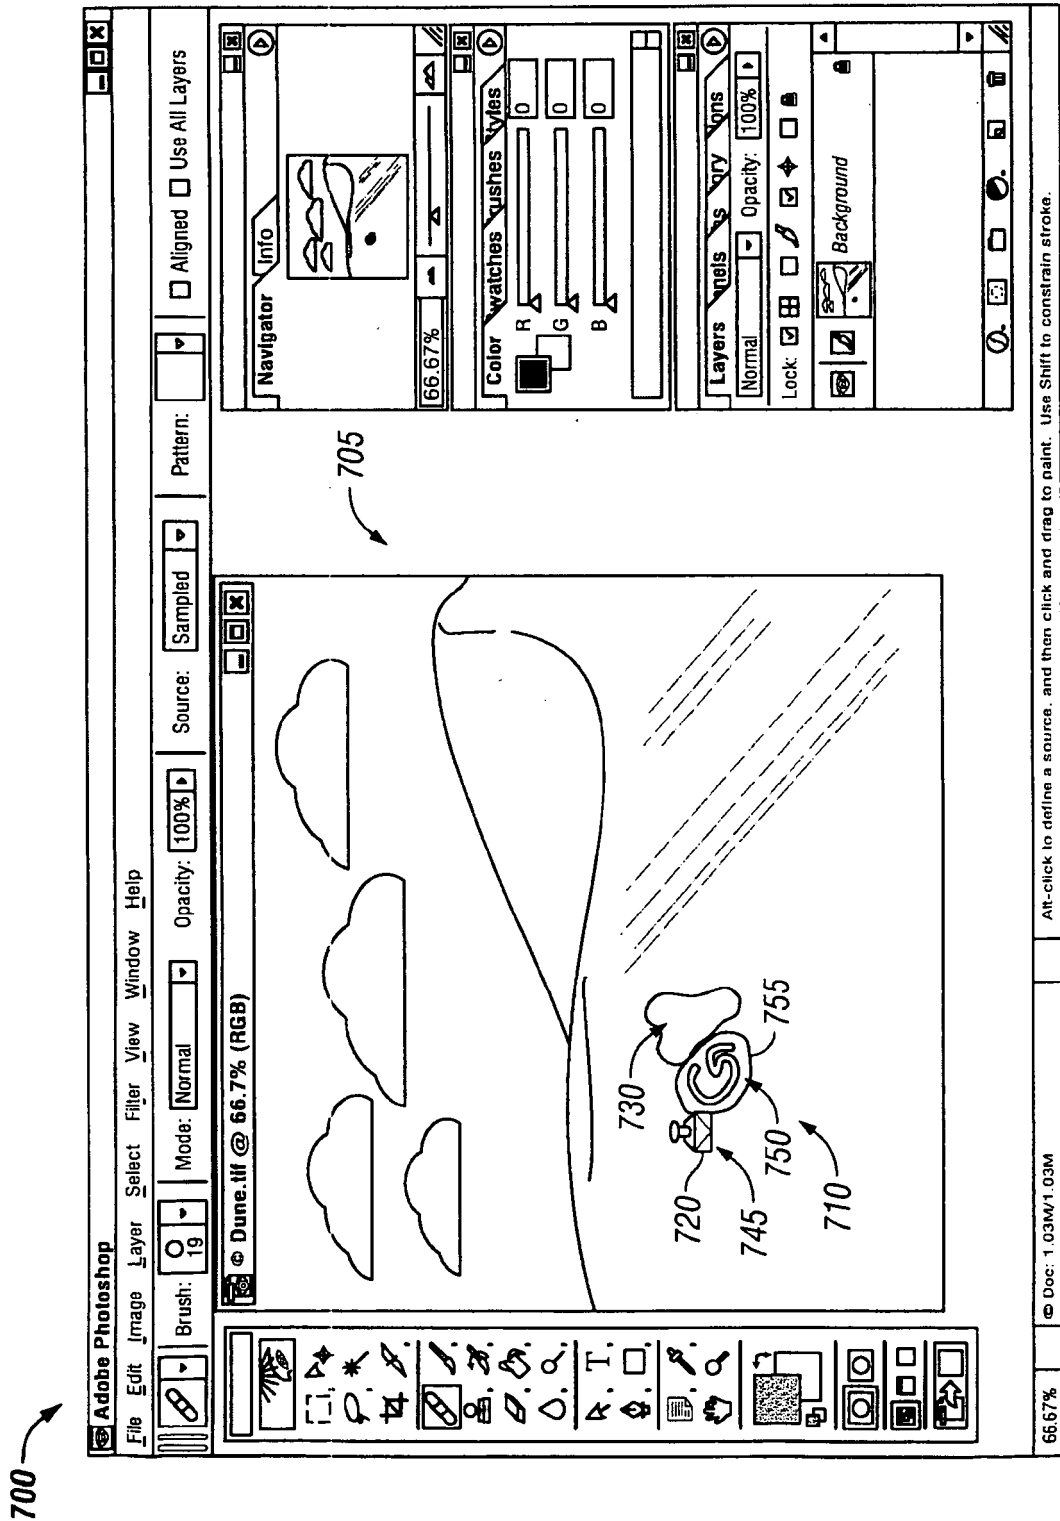 700
Adobe Photoshop
File Edit Image Layer Select Filter View Window Help
Brush: 19 Mode: Normal Opacity: 100% Source: Sampled Pattern: Aligned Use All Layers
© Dune.tif @ 66.7% (RGB)
705
730
755
720
745
750
710
Navigator Info
66.67%
Color watches rushes tyles
R 0
G 0
B 0
Layers nnels s ory ons
Normal Opacity: 100%
Lock:
Background
T
66.67% © Doc: 1.03M/1.03M Alt-click to define a source, and then click and drag to paint. Use Shift to constrain stroke.